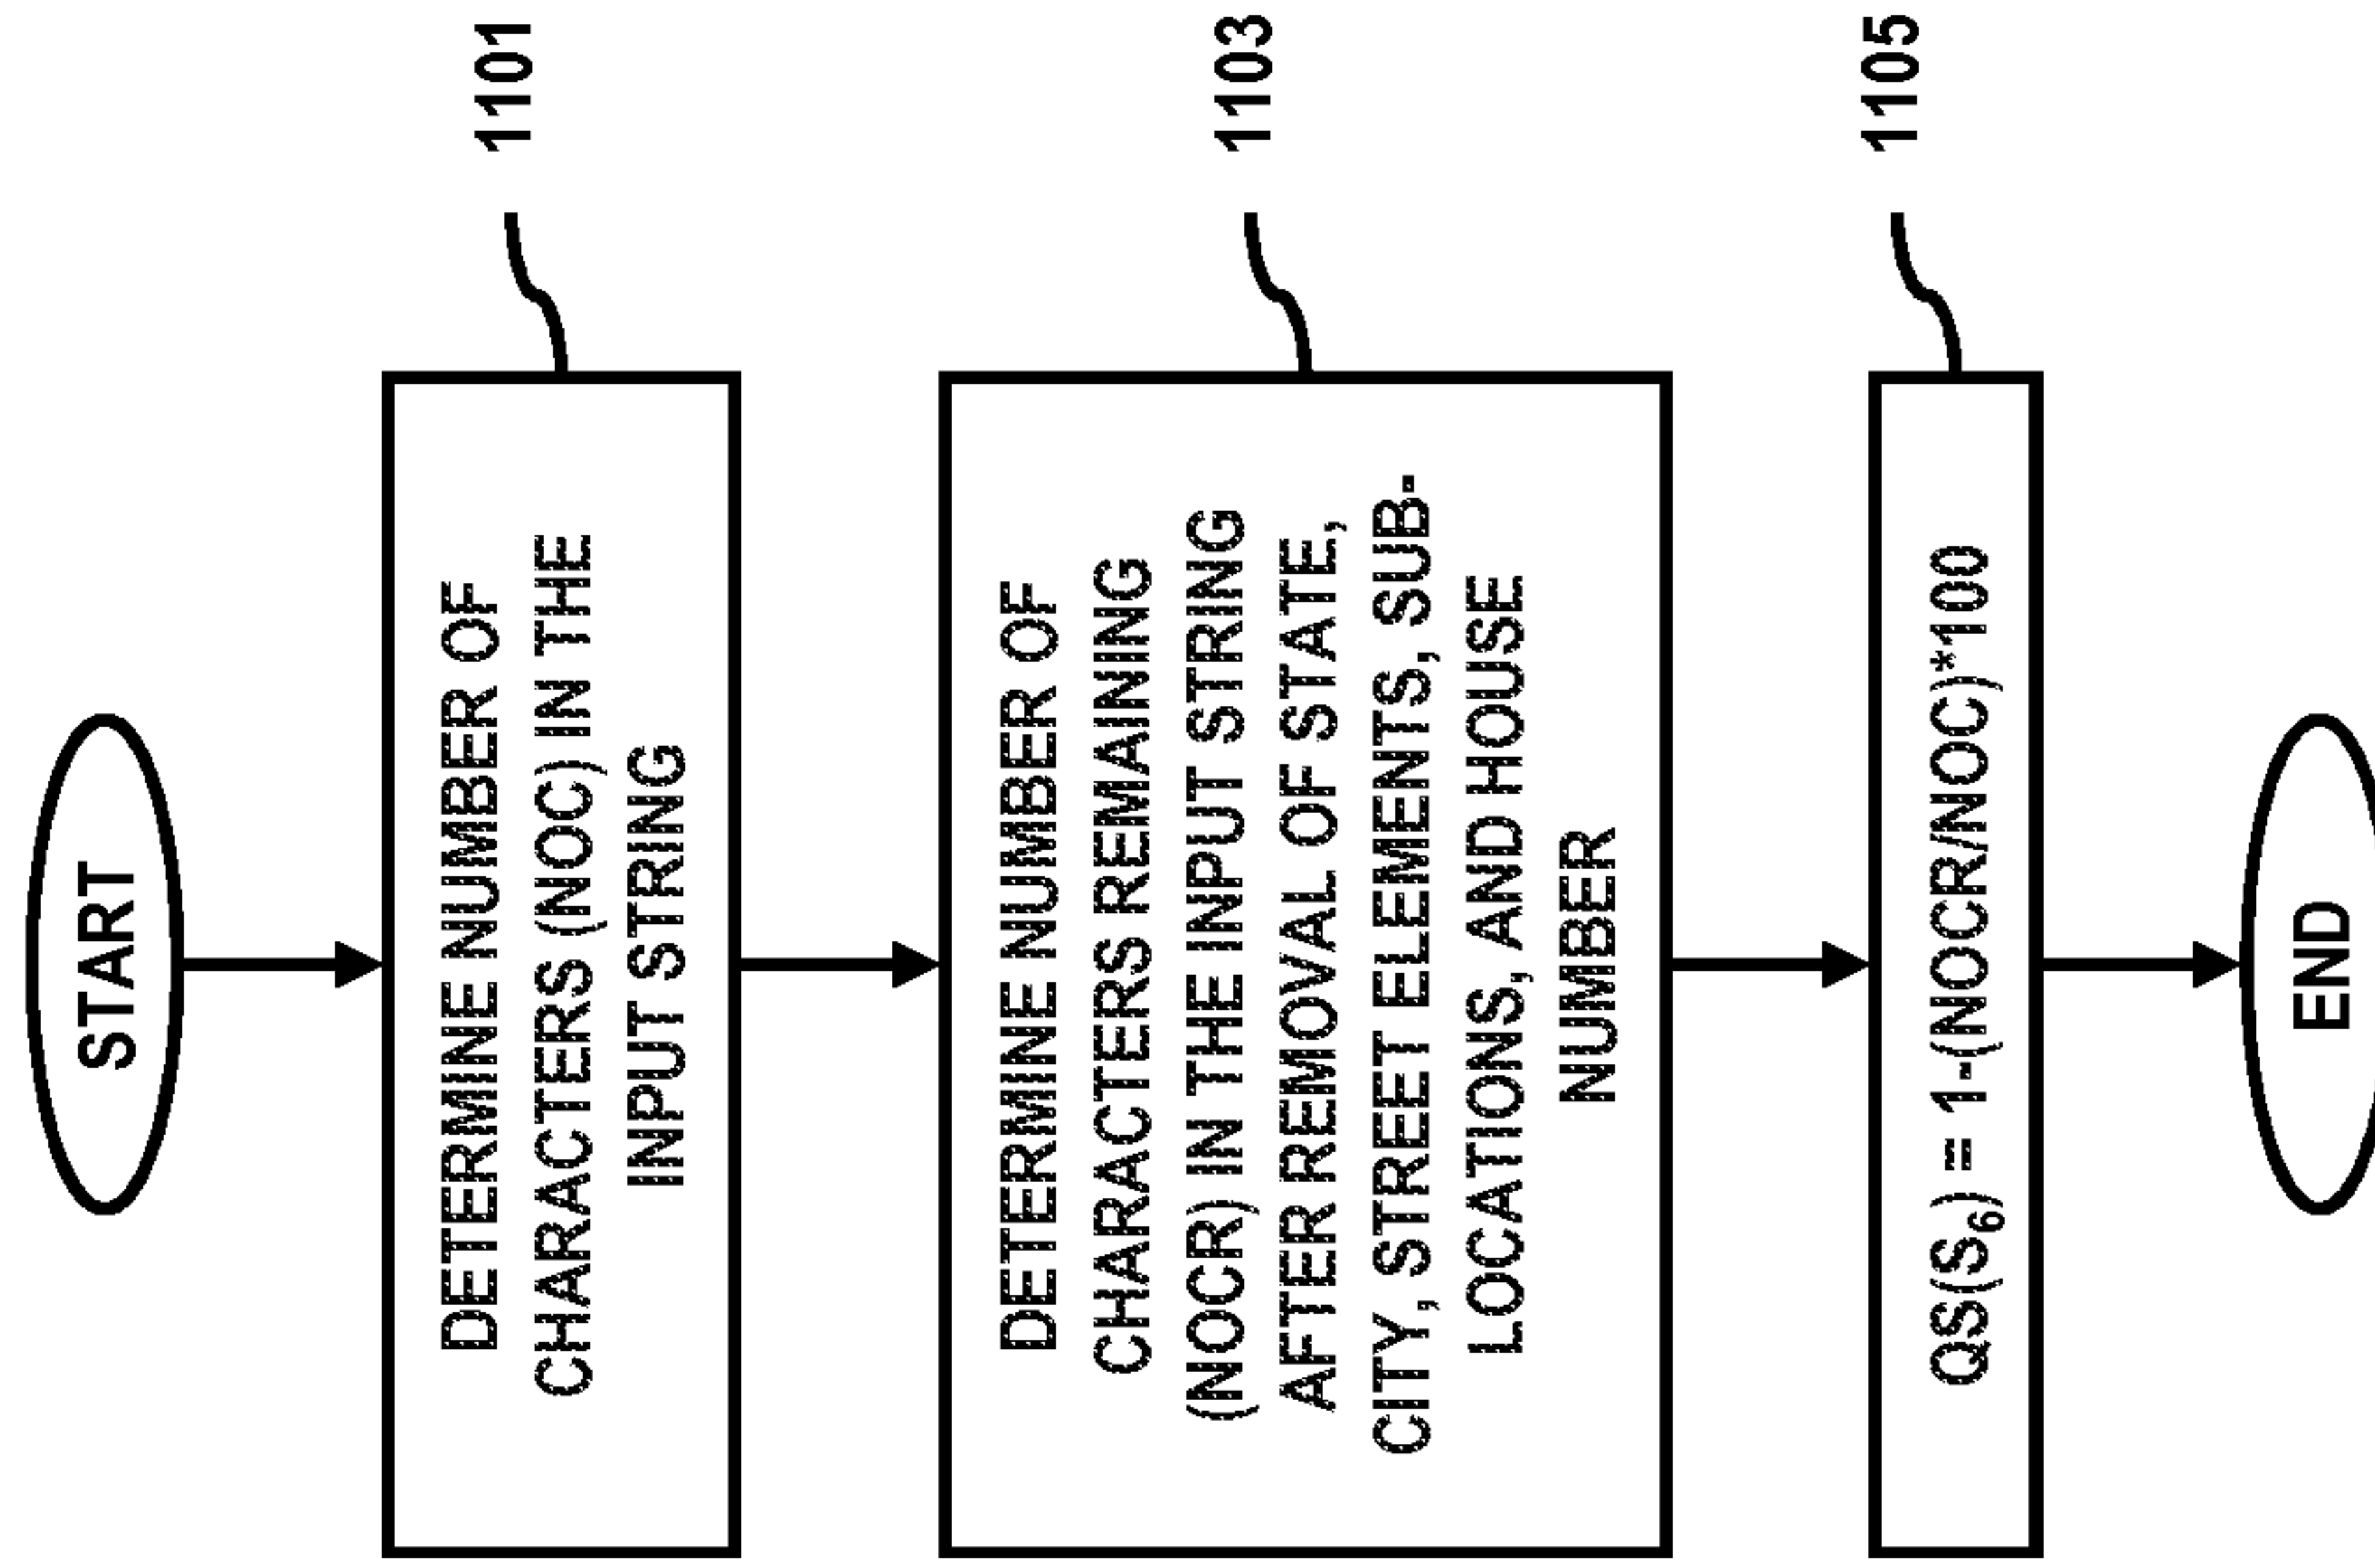 START
1101
DETERMINE NUMBER OF
CHARACTERS (NOC) IN THE
INPUT STRING
1103
DETERMINE NUMBER OF
CHARACTERS REMAINING
(NOCR) IN THE INPUT STRING
AFTER REMOVAL OF STATE,
CITY, STREET ELEMENTS, SUB-
LOCATIONS, AND HOUSE
NUMBER
1105
QS(S₆) = 1-(NOCR/NOC)*100
END